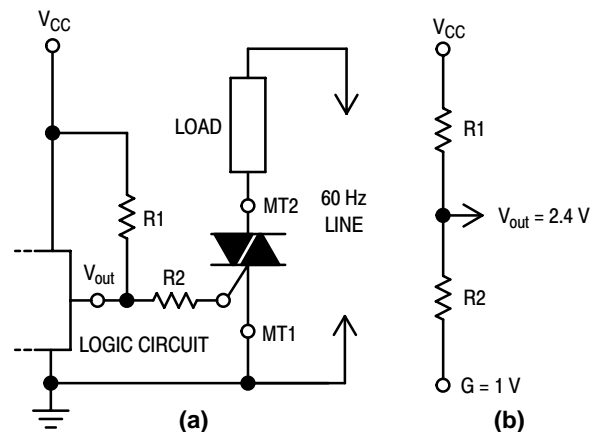 VCC
LOAD
MT2
R1
60 Hz
LINE
Vout
R2
LOGIC CIRCUIT
MT1
(a)
VCC
R1
Vout = 2.4 V
R2
G = 1 V
(b)